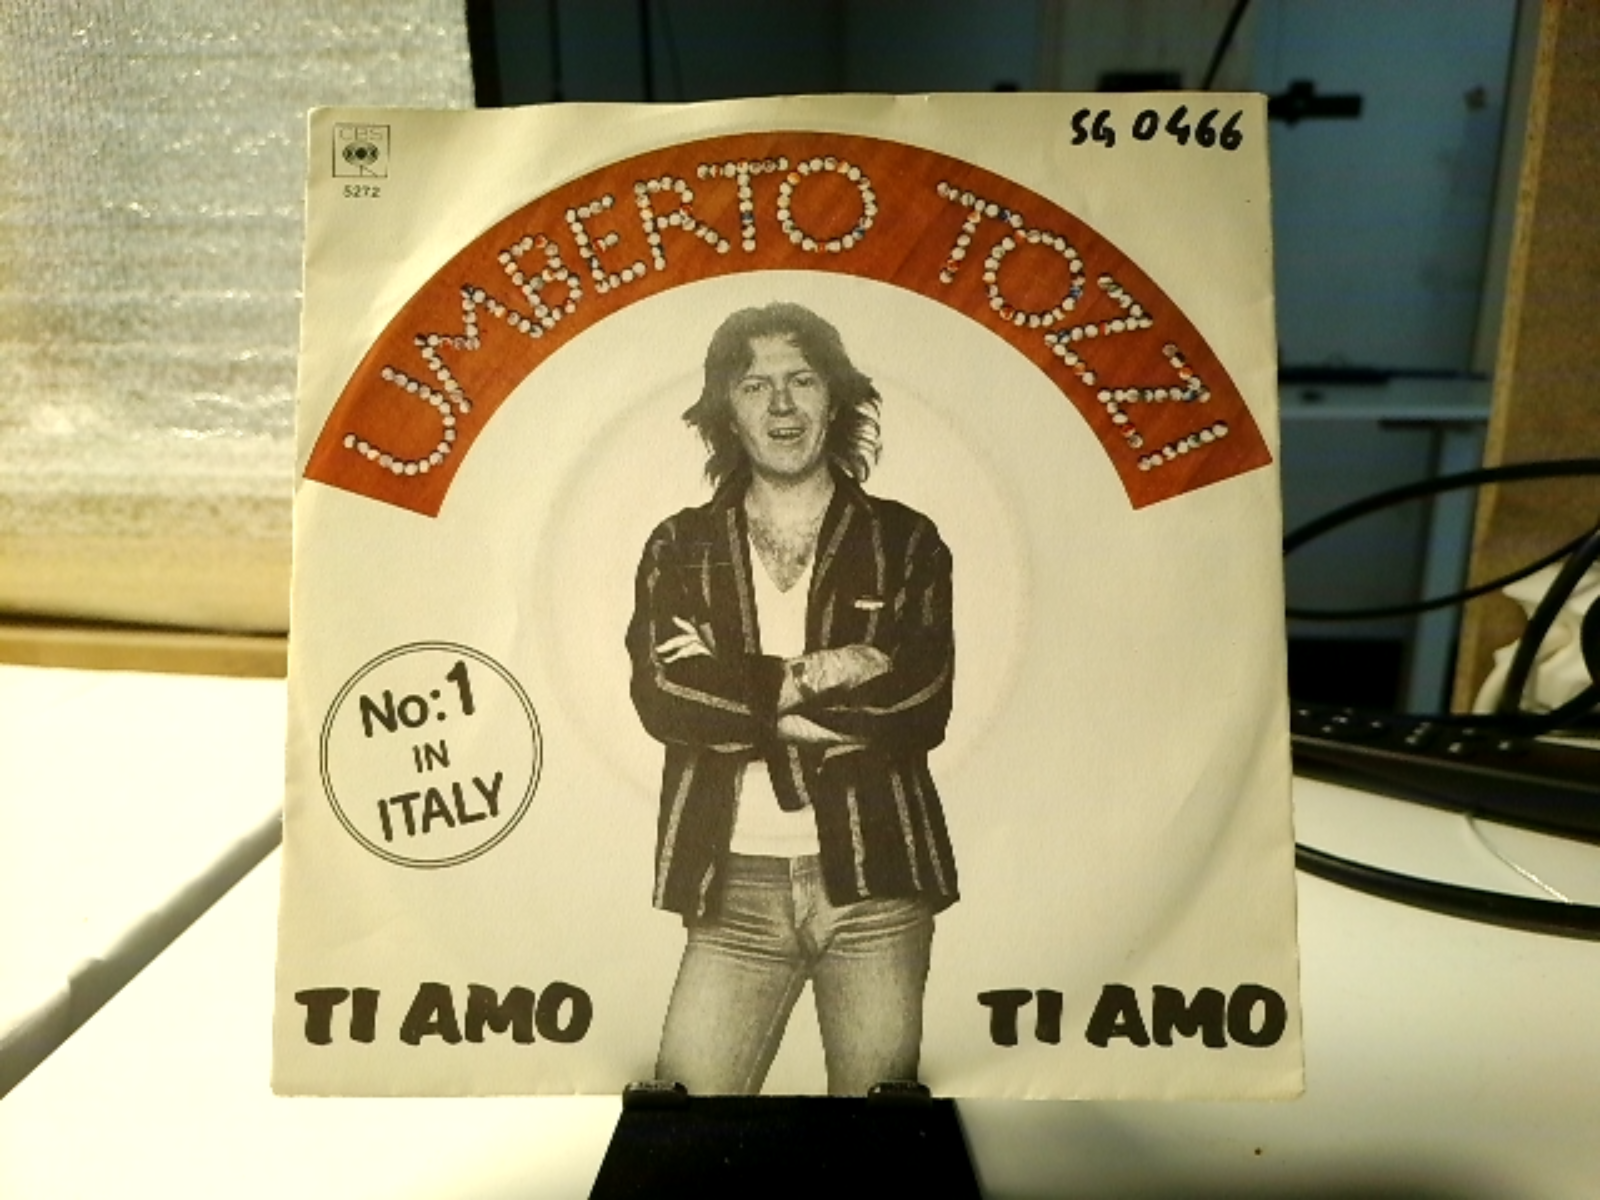 CBS
5272
SG 0466
UMBERTO TOZZI
No:1
IN
ITALY
TI AMO
TI AMO